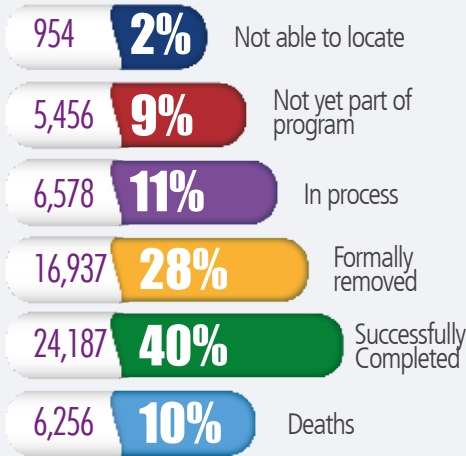 954 2% Not able to locate
5,456 9% Not yet part of
program
6,578 11% In process
16,937 28% Formally
removed
24,187 40% Successfully
Completed
6,256 10% Deaths